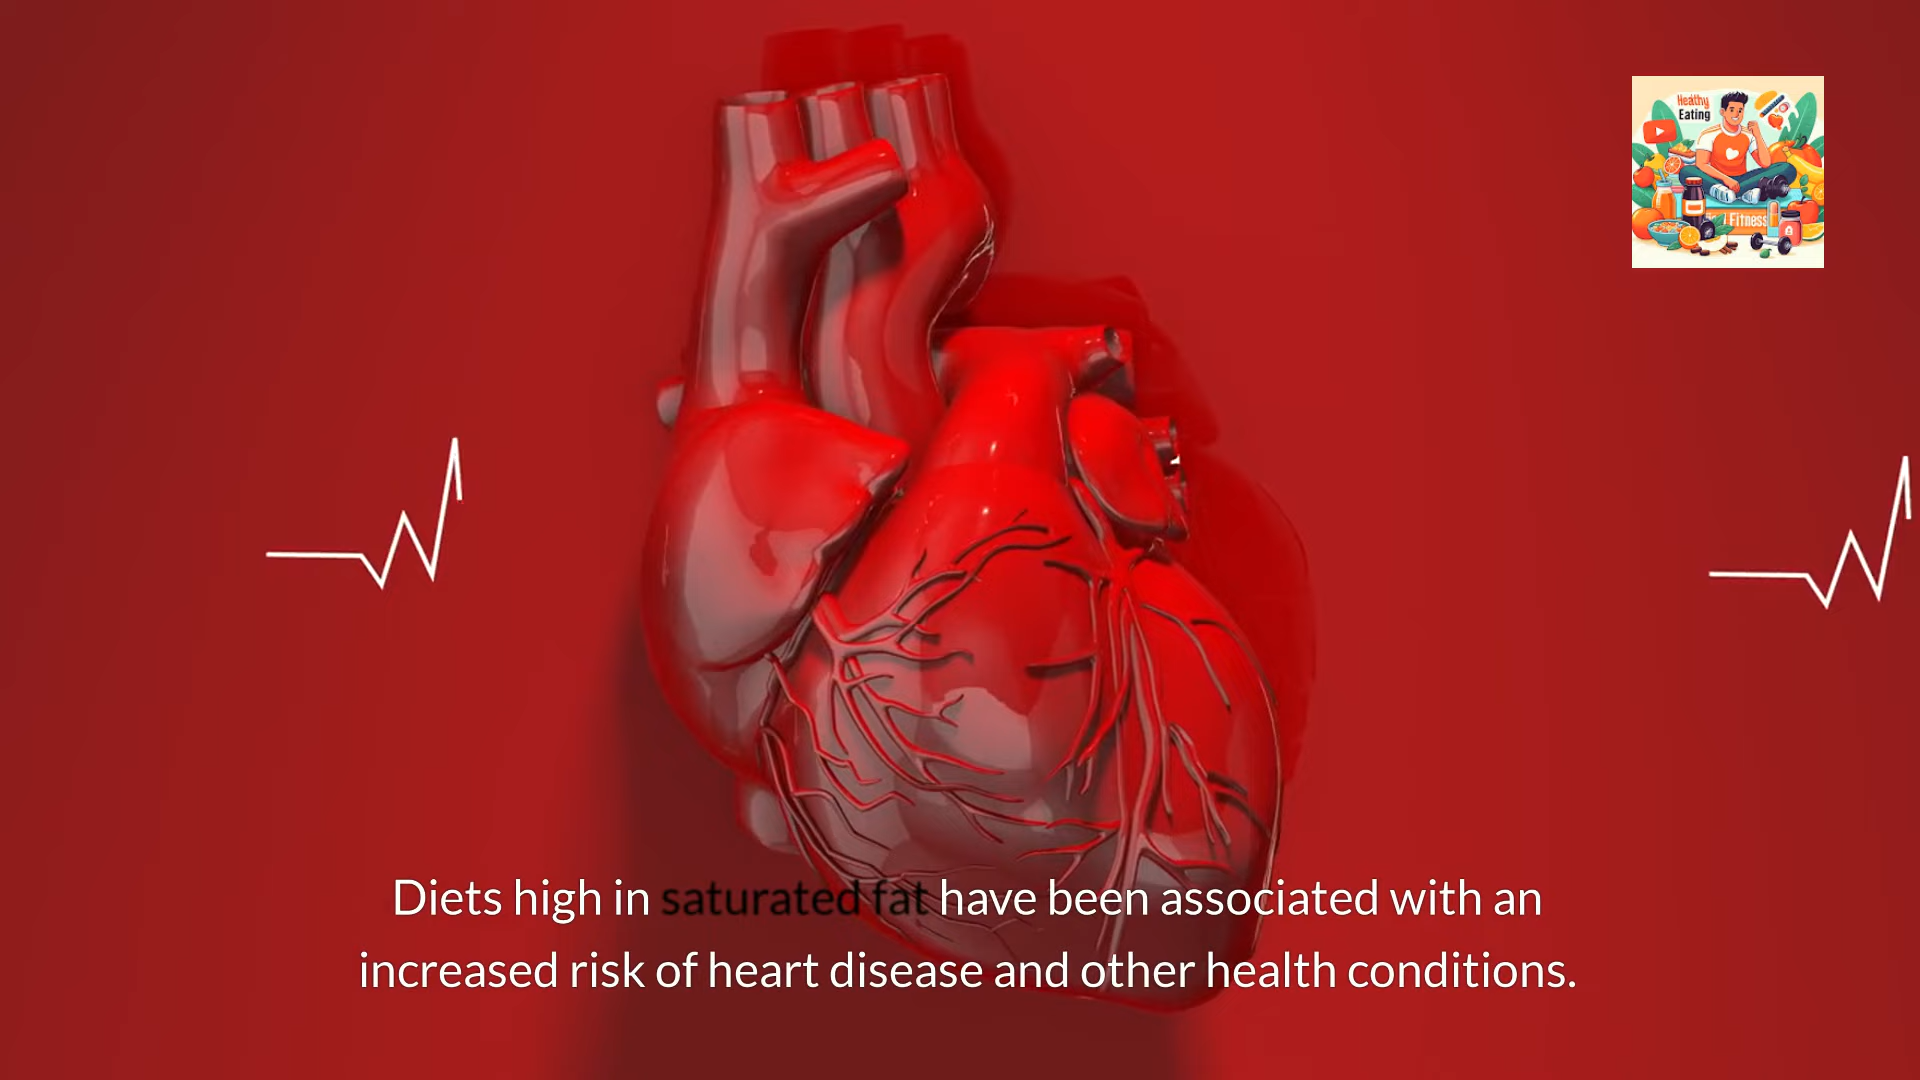 Healthy
Eating
Fitness
Diets high in saturated fat have been associated with an
increased risk of heart disease and other health conditions.